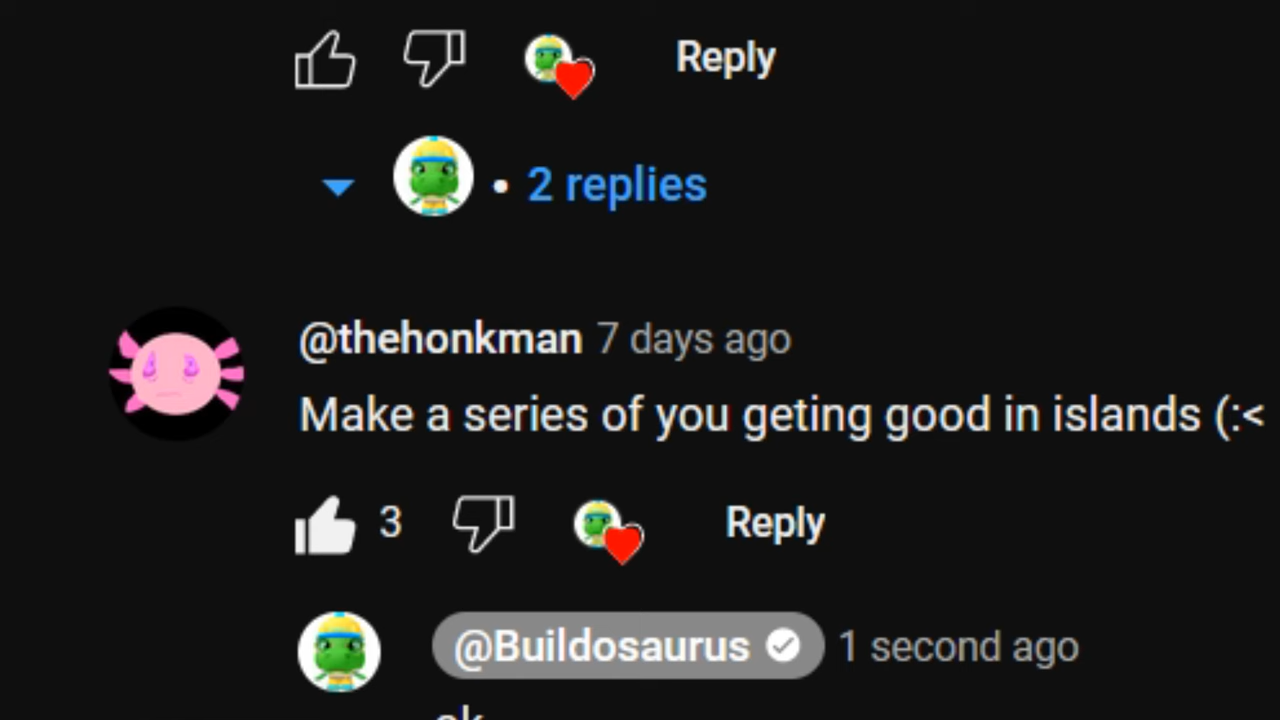 Reply
• 2 replies
@thehonkman 7 days ago
Make a series of you geting good in islands (:<
3 Reply
@Buildosaurus 1 second ago
ok